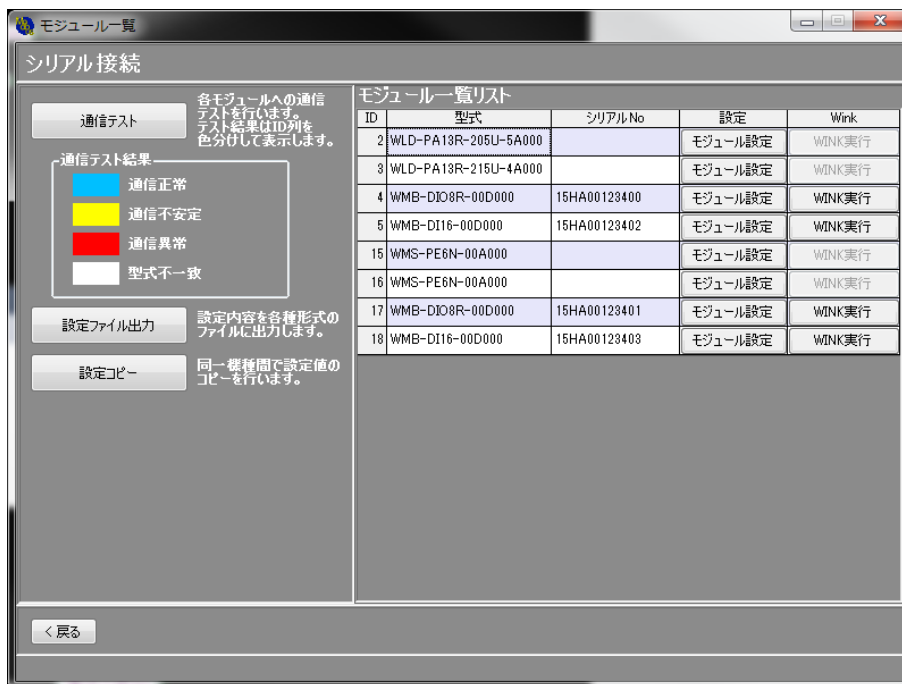 モジュール一覧
シリアル接続
通信テスト
各モジュールへの通信
テストを行います。
テスト結果はID列を
色分けして表示します。
通信テスト結果
通信正常
通信不安定
通信異常
型式不一致
設定ファイル出力
設定内容を各種形式の
ファイルに出力します。
設定コピー
同一機種間で設定値の
コピーを行います。
モジュール一覧リスト
ID 型式 シリアルNo 設定 Wink
2 WLD-PA13R-205U-5A000 モジュール設定 WINK実行
3 WLD-PA13R-215U-4A000 モジュール設定 WINK実行
4 WMB-DIO8R-00D000 15HA00123400 モジュール設定 WINK実行
5 WMB-DI16-00D000 15HA00123402 モジュール設定 WINK実行
15 WMS-PE6N-00A000 モジュール設定 WINK実行
16 WMS-PE6N-00A000 モジュール設定 WINK実行
17 WMB-DIO8R-00D000 15HA00123401 モジュール設定 WINK実行
18 WMB-DI16-00D000 15HA00123403 モジュール設定 WINK実行
< 戻る